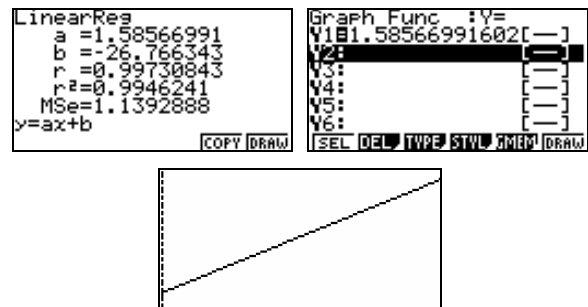 LinearReg
a =1.58566991
b =-26.766343
r =0.99730843
r²=0.9946241
MSe=1.1392888
y=ax+b
COPY DRAW
Graph Func :Y=
Y1=1.58566991602[—]
Y2: [—]
Y3: [—]
Y4: [—]
Y5: [—]
Y6: [—]
SEL DEL TYPE STYL GMEM DRAW